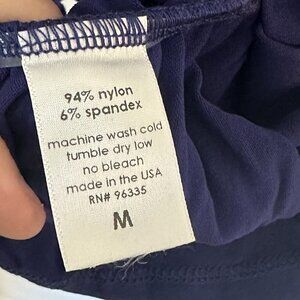 94% nylon
6% spandex
machine wash cold
tumble dry low
no bleach
made in the USA
RN# 96335
M